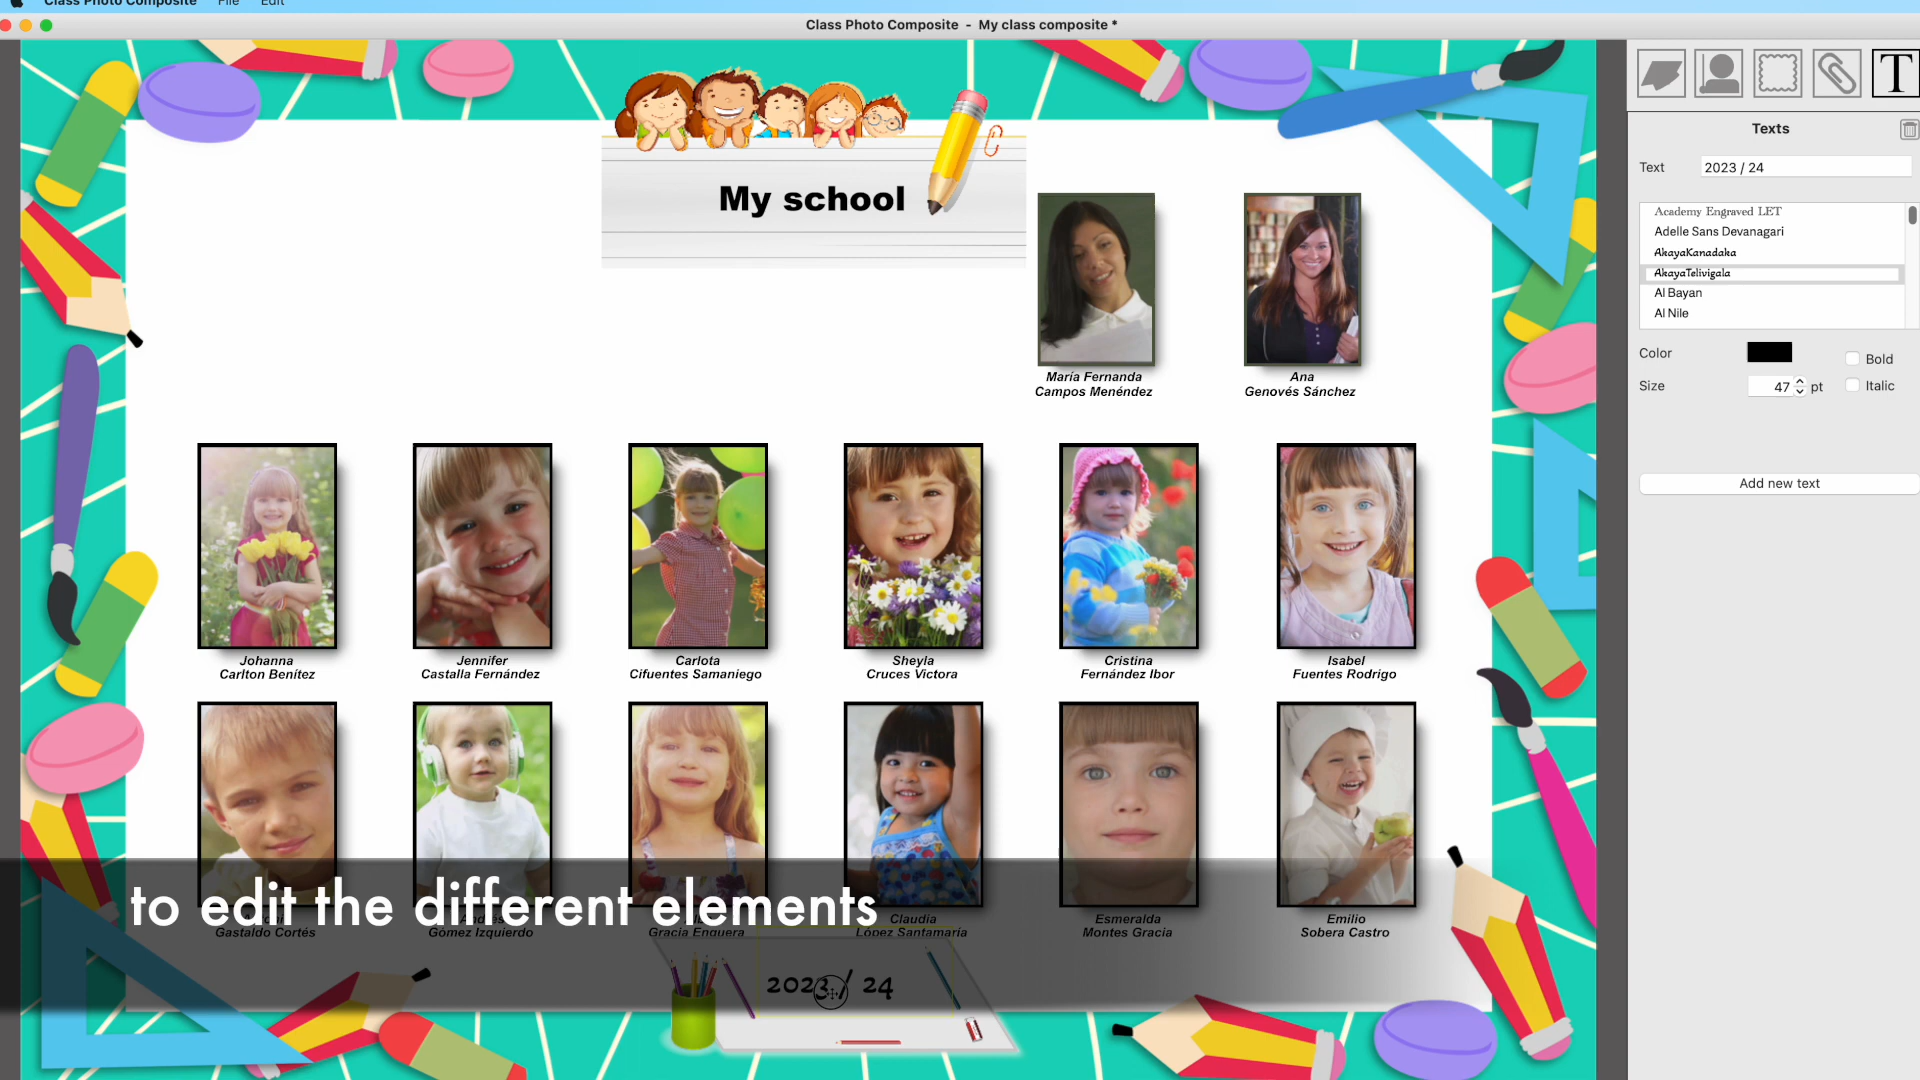 Class Photo Composite File Edit
Class Photo Composite - My class composite *
My school
Texts
Text 2023 / 24
Academy Engraved LET
Adelle Sans Devanagari
AkayaKanadaka
AkayaTelivigala
Al Bayan
Al Nile
Color Bold
Size 47 pt Italic
Add new text
María Fernanda
Campos Menéndez
Ana
Genovés Sánchez
Johanna
Carlton Benítez
Jennifer
Castalla Fernández
Carlota
Cifuentes Samaniego
Sheyla
Cruces Victora
Cristina
Fernández Ibor
Isabel
Fuentes Rodrigo
to edit the different elements
Gastaldo Cortés
Gómez Izquierdo
Gracia Enguera
Claudia
López Santamaría
Esmeralda
Montes Gracia
Emilio
Sobera Castro
2023 / 24